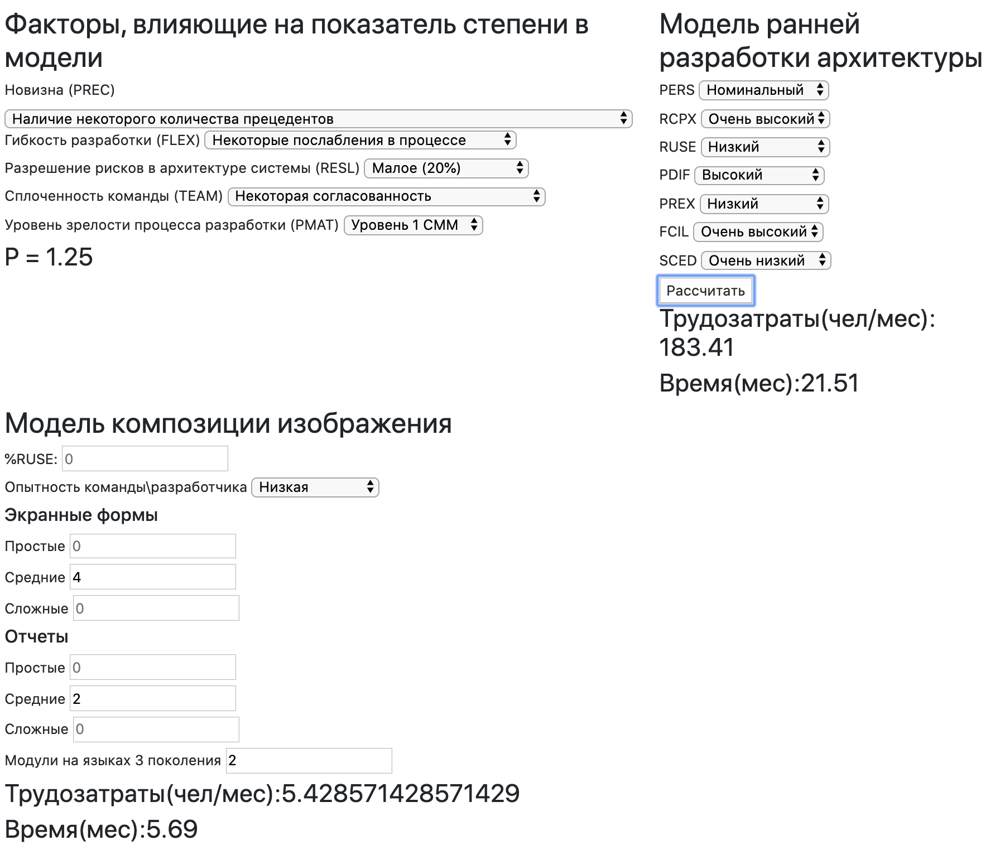 Факторы, влияющие на показатель степени в
модели
Новизна (PREC)
Наличие некоторого количества прецедентов
Гибкость разработки (FLEX) Некоторые послабления в процессе
Разрешение рисков в архитектуре системы (RESL) Малое (20%)
Сплоченность команды (TEAM) Некоторая согласованность
Уровень зрелости процесса разработки (PMAT) Уровень 1 СММ
P = 1.25
Модель ранней
разработки архитектуры
PERS Номинальный
RCPX Очень высокий
RUSE Низкий
PDIF Высокий
PREX Низкий
FCIL Очень высокий
SCED Очень низкий
Рассчитать
Трудозатраты(чел/мес):
183.41
Время(мес):21.51
Модель композиции изображения
%RUSE: 0
Опытность команды\разработчика Низкая
Экранные формы
Простые 0
Средние 4
Сложные 0
Отчеты
Простые 0
Средние 2
Сложные 0
Модули на языках 3 поколения 2
Трудозатраты(чел/мес):5.428571428571429
Время(мес):5.69